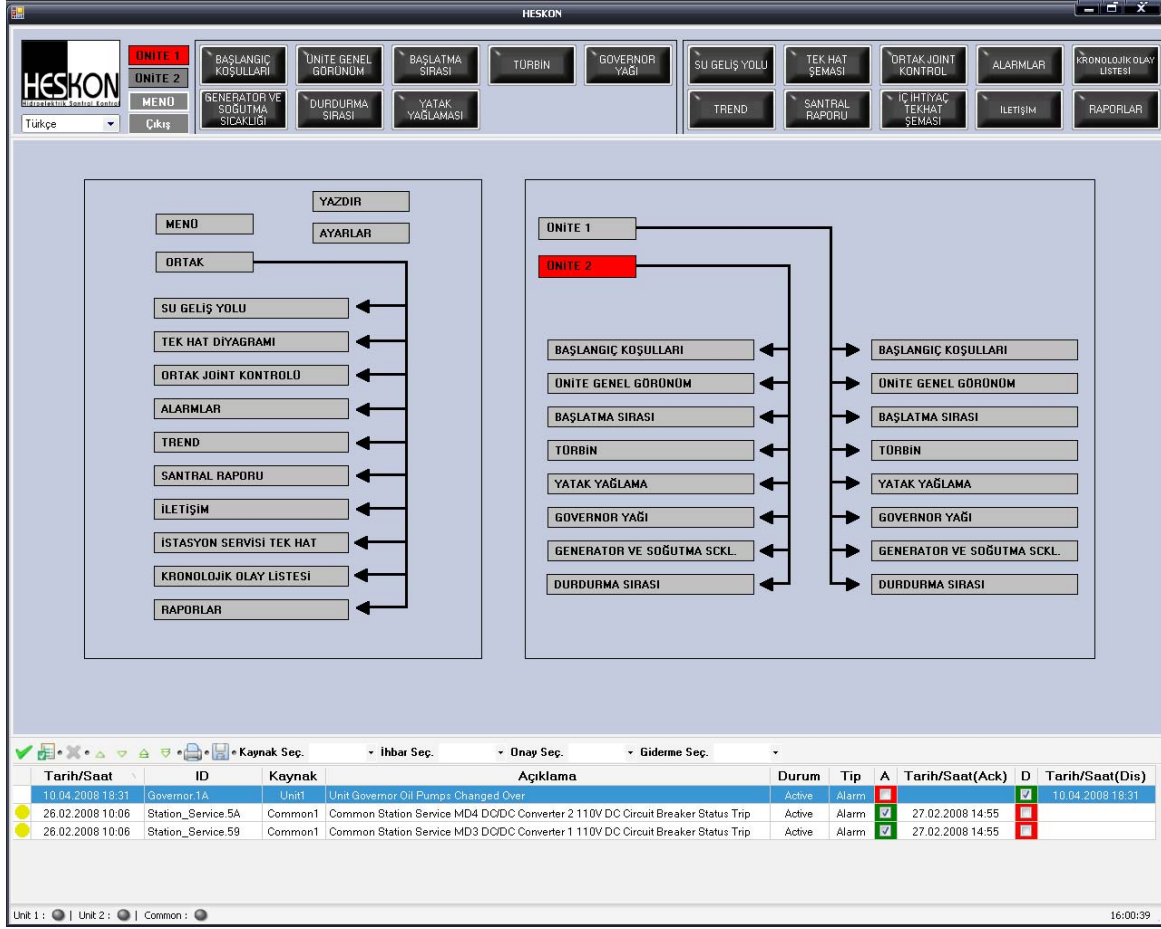 HESKON
HESKON
Hidroelektrik Santral Kontrol
Türkçe
ÜNİTE 1
ÜNİTE 2
MENÜ
Çıkış
BAŞLANGIÇ
KOŞULLARI
ÜNİTE GENEL
GÖRÜNÜM
BAŞLATMA
SIRASI
TÜRBİN
GOVERNOR
YAĞI
GENERATOR VE
SOĞUTMA
SICAKLIĞI
DURDURMA
SIRASI
YATAK
YAĞLAMASI
SU GELİŞ YOLU
TEK HAT
ŞEMASI
ORTAK JOINT
KONTROL
ALARMLAR
KRONOLOJIK OLAY
LİSTESİ
TREND
SANTRAL
RAPORU
İÇ İHTİYAÇ
TEKHAT
ŞEMASI
ILETIŞIM
RAPORLAR
YAZDIR
MENÜ
AYARLAR
ORTAK
SU GELİŞ YOLU
TEK HAT DİYAGRAMI
ORTAK JOİNT KONTROLÜ
ALARMLAR
TREND
SANTRAL RAPORU
İLETİŞİM
İSTASYON SERVİSİ TEK HAT
KRONOLOJİK OLAY LİSTESİ
RAPORLAR
ÜNİTE 1
ÜNİTE 2
BAŞLANGIÇ KOŞULLARI
ÜNİTE GENEL GÖRÜNÜM
BAŞLATMA SIRASI
TÜRBİN
YATAK YAĞLAMA
GOVERNOR YAĞI
GENERATOR VE SOĞUTMA SCKL.
DURDURMA SIRASI
BAŞLANGIÇ KOŞULLARI
ÜNİTE GENEL GÖRÜNÜM
BAŞLATMA SIRASI
TÜRBİN
YATAK YAĞLAMA
GOVERNOR YAĞI
GENERATOR VE SOĞUTMA SCKL.
DURDURMA SIRASI
Kaynak Seç. İhbar Seç. Onay Seç. Giderme Seç.
Tarih/Saat ID Kaynak Açıklama Durum Tip A Tarih/Saat(Ack) D Tarih/Saat(Dis)
10.04.2008 18:31 Governor.1A Unit1 Unit Governor Oil Pumps Changed Over Active Alarm 10.04.2008 18:31
26.02.2008 10:06 Station_Service.5A Common1 Common Station Service MD4 DC/DC Converter 2 110V DC Circuit Breaker Status Trip Active Alarm 27.02.2008 14:55
26.02.2008 10:06 Station_Service.59 Common1 Common Station Service MD3 DC/DC Converter 1 110V DC Circuit Breaker Status Trip Active Alarm 27.02.2008 14:55
Unit 1 : | Unit 2 : | Common : 16:00:39